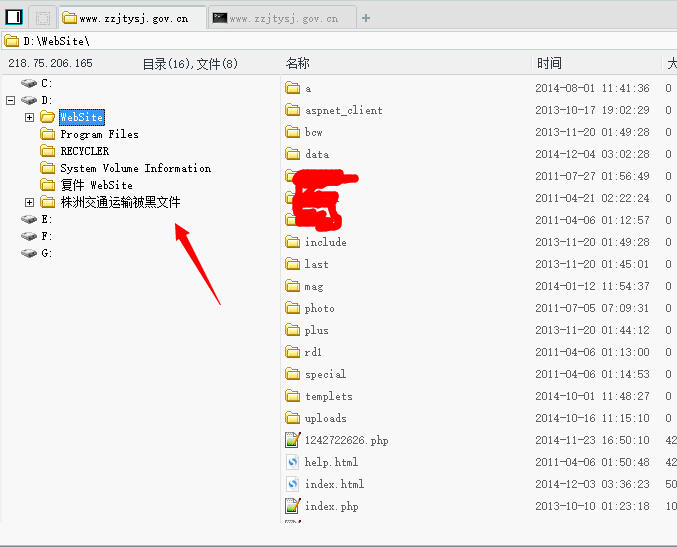 www.zzjtysj.gov.cn www.zzjtysj.gov.cn +
D:\WebSite\
218.75.206.165 目录(16),文件(8) 名称 时间
C:
D:
WebSite
Program Files
RECYCLER
System Volume Information
复件 WebSite
株洲交通运输被黑文件
E:
F:
G:
a 2014-08-01 11:41:36 0
aspnet_client 2013-10-17 19:02:29 0
bcw 2013-11-20 01:49:28 0
data 2014-12-04 03:02:28 0
2011-07-27 01:56:49 0
2011-04-21 02:22:24 0
2011-04-06 01:12:57 0
include 2013-11-20 01:49:28 0
last 2013-11-20 01:45:01 0
mag 2014-01-12 11:54:37 0
photo 2011-07-05 07:09:31 0
plus 2013-11-20 01:44:12 0
rd1 2011-04-06 01:13:00 0
special 2011-04-06 01:14:53 0
templets 2014-10-01 11:48:27 0
uploads 2014-10-16 11:15:10 0
1242722626.php 2014-11-23 16:50:10 42
help.html 2011-04-06 01:50:48 42
index.html 2014-12-03 03:36:23 50
index.php 2013-10-10 01:23:18 10